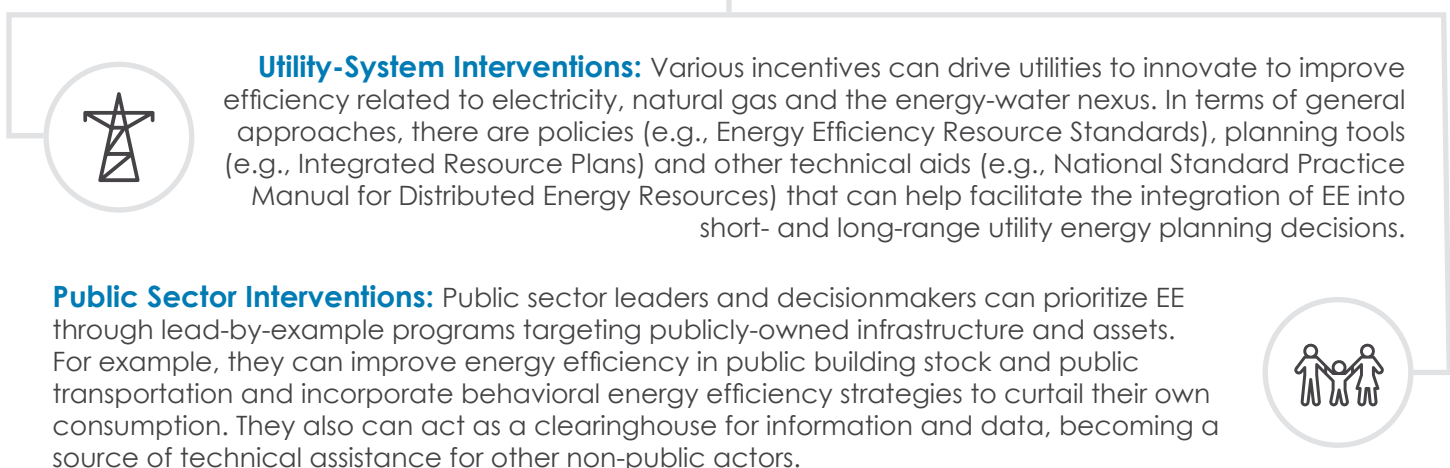 Utility-System Interventions: Various incentives can drive utilities to innovate to improve
efficiency related to electricity, natural gas and the energy-water nexus. In terms of general
approaches, there are policies (e.g., Energy Efficiency Resource Standards), planning tools
(e.g., Integrated Resource Plans) and other technical aids (e.g., National Standard Practice
Manual for Distributed Energy Resources) that can help facilitate the integration of EE into
short- and long-range utility energy planning decisions.
Public Sector Interventions: Public sector leaders and decisionmakers can prioritize EE
through lead-by-example programs targeting publicly-owned infrastructure and assets.
For example, they can improve energy efficiency in public building stock and public
transportation and incorporate behavioral energy efficiency strategies to curtail their own
consumption. They also can act as a clearinghouse for information and data, becoming a
source of technical assistance for other non-public actors.